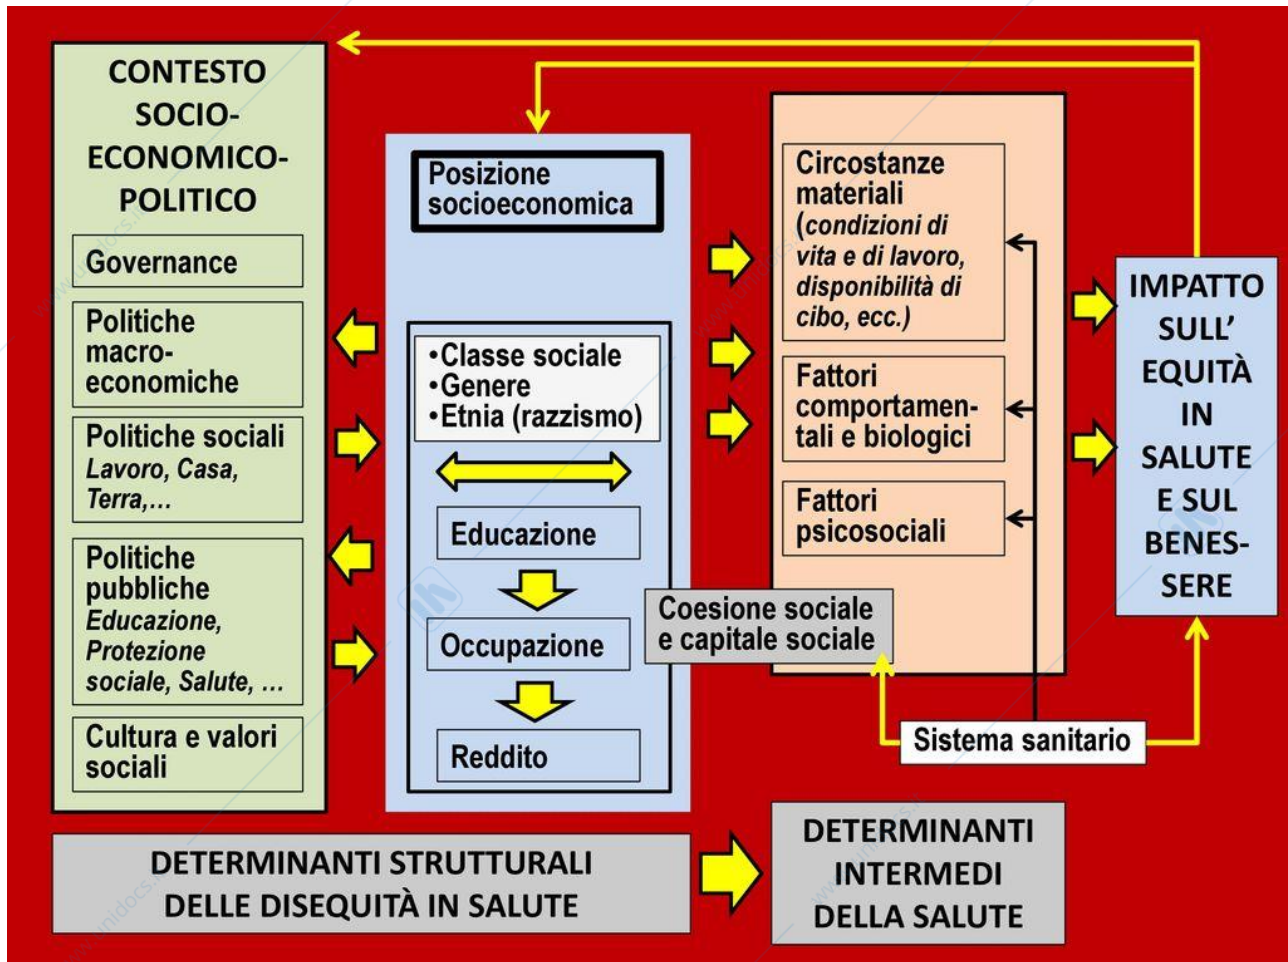 CONTESTO
SOCIO-
ECONOMICO-
POLITICO
Governance
Politiche
macro-
economiche
Politiche sociali
Lavoro, Casa,
Terra,...
Politiche
pubbliche
Educazione,
Protezione
sociale, Salute, ...
Cultura e valori
sociali
Posizione
socioeconomica
•Classe sociale
•Genere
•Etnia (razzismo)
Educazione
Occupazione
Reddito
Circostanze
materiali
(condizioni di
vita e di lavoro,
disponibilità di
cibo, ecc.)
Fattori
comportamen-
tali e biologici
Fattori
psicosociali
Coesione sociale
e capitale sociale
Sistema sanitario
IMPATTO
SULL’
EQUITÀ
IN
SALUTE
E SUL
BENES-
SERE
DETERMINANTI STRUTTURALI
DELLE DISEQUITÀ IN SALUTE
DETERMINANTI
INTERMEDI
DELLA SALUTE